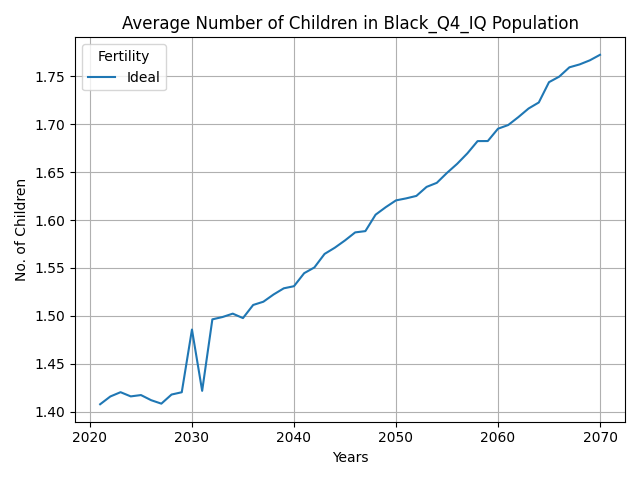 Average Number of Children in Black_Q4_IQ Population
Fertility
Ideal
No. of Children
1.75
1.70
1.65
1.60
1.55
1.50
1.45
1.40
2020 2030 2040 2050 2060 2070
Years